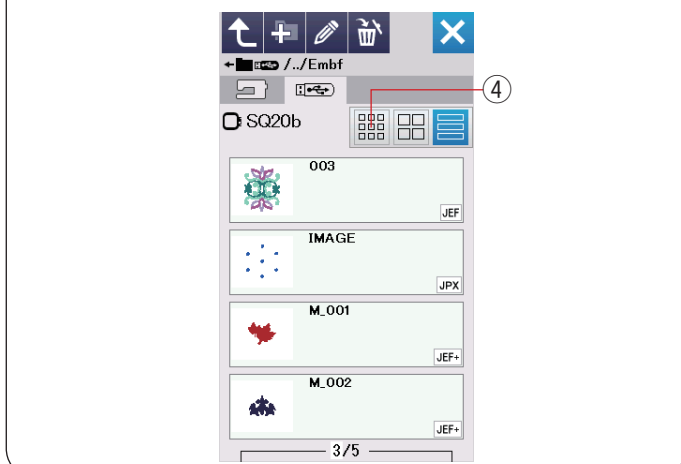 /../Embf
④
SQ20b
003
JEF
IMAGE
JPX
M_001
JEF+
M_002
JEF+
3/5